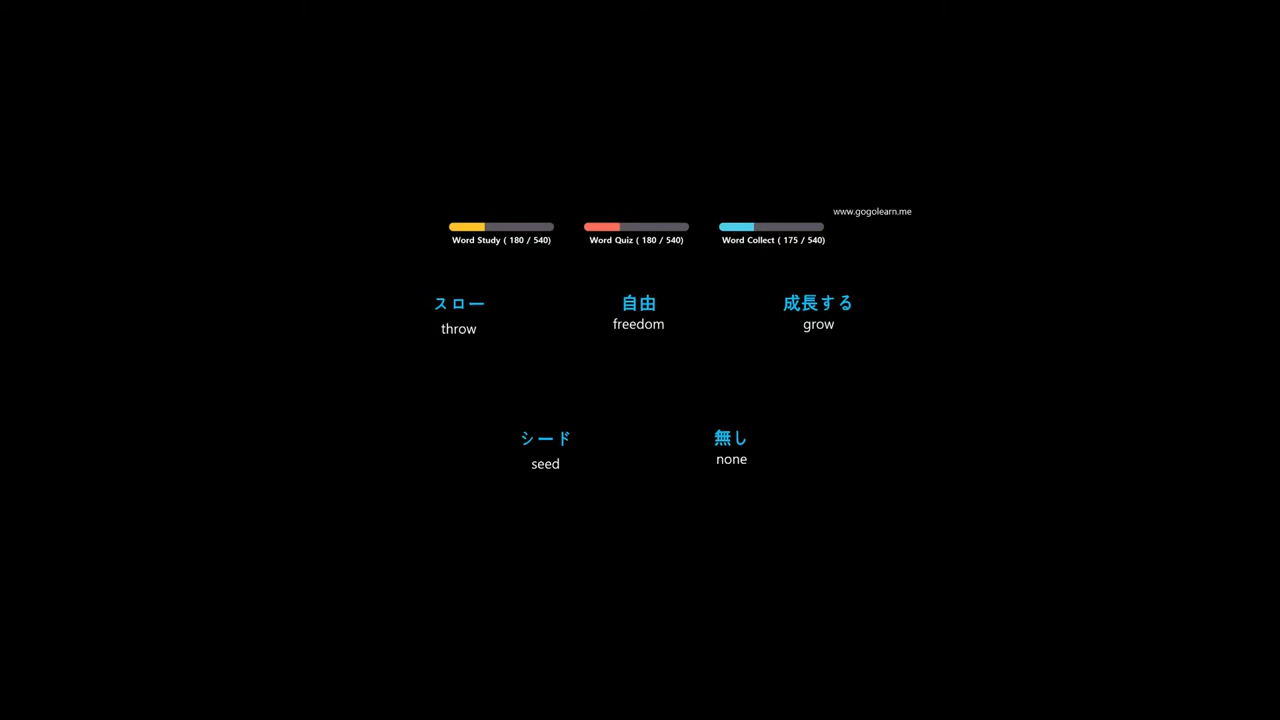 www.gogolearn.me
Word Study ( 180 / 540)
Word Quiz ( 180 / 540)
Word Collect ( 175 / 540)
スロー
throw
自由
freedom
成長する
grow
シード
seed
無し
none